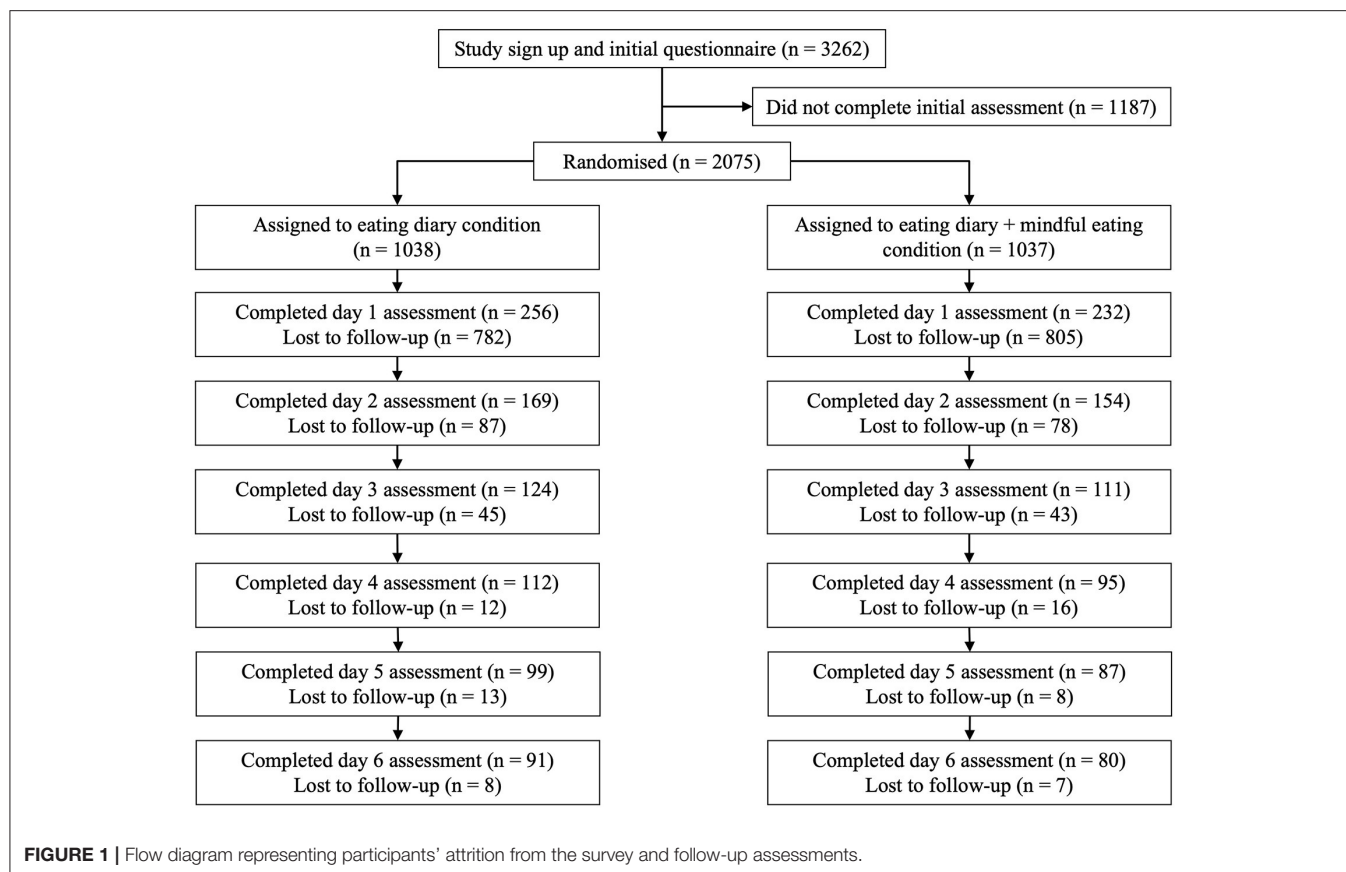 Study sign up and initial questionnaire (n = 3262)
Did not complete initial assessment (n = 1187)
Randomised (n = 2075)
Assigned to eating diary condition
(n = 1038)
Completed day 1 assessment (n = 256)
Lost to follow-up (n = 782)
Completed day 2 assessment (n = 169)
Lost to follow-up (n = 87)
Completed day 3 assessment (n = 124)
Lost to follow-up (n = 45)
Completed day 4 assessment (n = 112)
Lost to follow-up (n = 12)
Completed day 5 assessment (n = 99)
Lost to follow-up (n = 13)
Completed day 6 assessment (n = 91)
Lost to follow-up (n = 8)
Assigned to eating diary + mindful eating
condition (n = 1037)
Completed day 1 assessment (n = 232)
Lost to follow-up (n = 805)
Completed day 2 assessment (n = 154)
Lost to follow-up (n = 78)
Completed day 3 assessment (n = 111)
Lost to follow-up (n = 43)
Completed day 4 assessment (n = 95)
Lost to follow-up (n = 16)
Completed day 5 assessment (n = 87)
Lost to follow-up (n = 8)
Completed day 6 assessment (n = 80)
Lost to follow-up (n = 7)
FIGURE 1 | Flow diagram representing participants’ attrition from the survey and follow-up assessments.